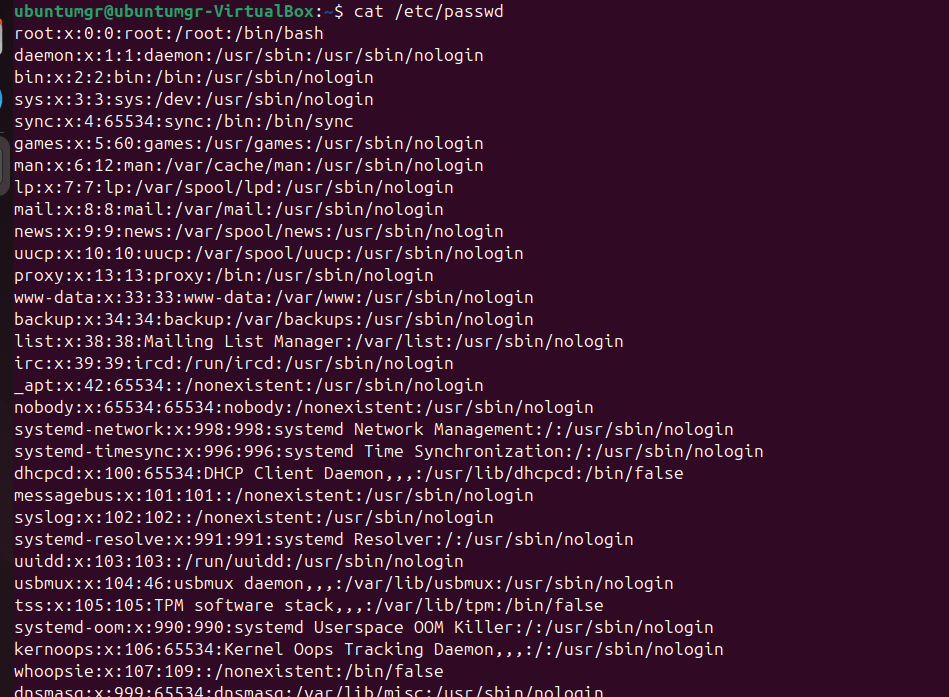 ubuntumgr@ubuntumgr-VirtualBox:~$ cat /etc/passwd
root:x:0:0:root:/root:/bin/bash
daemon:x:1:1:daemon:/usr/sbin:/usr/sbin/nologin
bin:x:2:2:bin:/bin:/usr/sbin/nologin
sys:x:3:3:sys:/dev:/usr/sbin/nologin
sync:x:4:65534:sync:/bin:/bin/sync
games:x:5:60:games:/usr/games:/usr/sbin/nologin
man:x:6:12:man:/var/cache/man:/usr/sbin/nologin
lp:x:7:7:lp:/var/spool/lpd:/usr/sbin/nologin
mail:x:8:8:mail:/var/mail:/usr/sbin/nologin
news:x:9:9:news:/var/spool/news:/usr/sbin/nologin
uucp:x:10:10:uucp:/var/spool/uucp:/usr/sbin/nologin
proxy:x:13:13:proxy:/bin:/usr/sbin/nologin
www-data:x:33:33:www-data:/var/www:/usr/sbin/nologin
backup:x:34:34:backup:/var/backups:/usr/sbin/nologin
list:x:38:38:Mailing List Manager:/var/list:/usr/sbin/nologin
irc:x:39:39:ircd:/run/ircd:/usr/sbin/nologin
_apt:x:42:65534::/nonexistent:/usr/sbin/nologin
nobody:x:65534:65534:nobody:/nonexistent:/usr/sbin/nologin
systemd-network:x:998:998:systemd Network Management:/:/usr/sbin/nologin
systemd-timesync:x:996:996:systemd Time Synchronization:/:/usr/sbin/nologin
dhcpcd:x:100:65534:DHCP Client Daemon,,,:/usr/lib/dhcpcd:/bin/false
messagebus:x:101:101::/nonexistent:/usr/sbin/nologin
syslog:x:102:102::/nonexistent:/usr/sbin/nologin
systemd-resolve:x:991:991:systemd Resolver:/:/usr/sbin/nologin
uuidd:x:103:103::/run/uuidd:/usr/sbin/nologin
usbmux:x:104:46:usbmux daemon,,,:/var/lib/usbmux:/usr/sbin/nologin
tss:x:105:105:TPM software stack,,,:/var/lib/tpm:/bin/false
systemd-oom:x:990:990:systemd Userspace OOM Killer:/:/usr/sbin/nologin
kernoops:x:106:65534:Kernel Oops Tracking Daemon,,,:/:/usr/sbin/nologin
whoopsie:x:107:109::/nonexistent:/bin/false
dnsmasq:x:999:65534:dnsmasq:/var/lib/misc:/usr/sbin/nologin